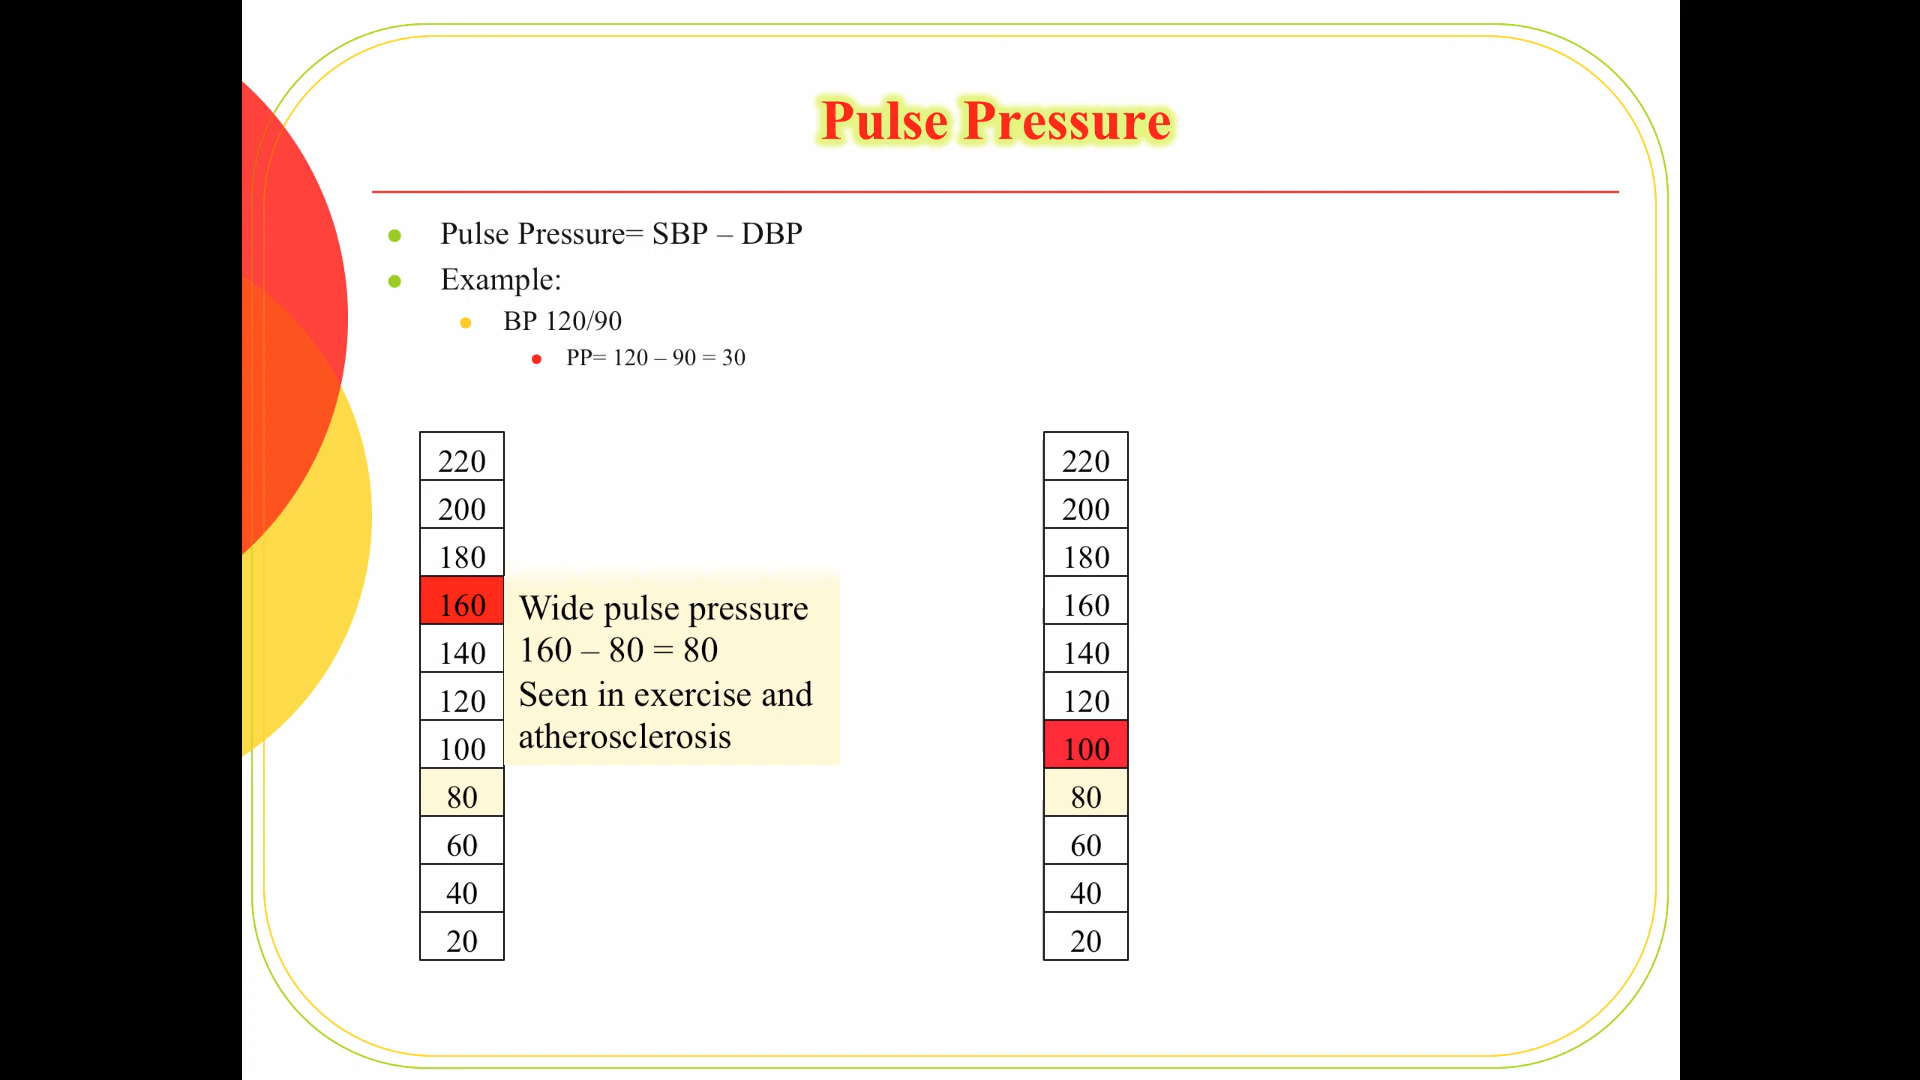 Pulse Pressure
Pulse Pressure= SBP – DBP
Example:
BP 120/90
PP= 120 – 90 = 30
220
200
180
160
140
120
100
80
60
40
20
Wide pulse pressure
160 – 80 = 80
Seen in exercise and
atherosclerosis
220
200
180
160
140
120
100
80
60
40
20